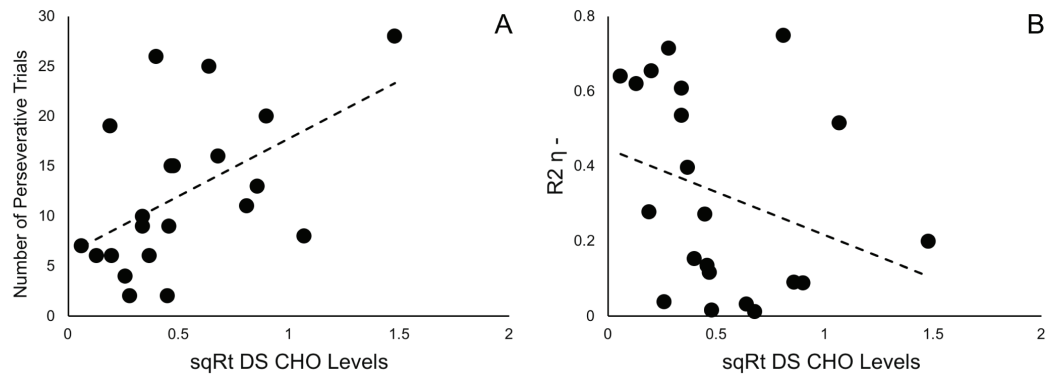 A
Number of Perseverative Trials
30
25
20
15
10
5
0
0 0.5 1 1.5 2
sqRt DS CHO Levels
B
R2 η -
0.8
0.6
0.4
0.2
0
0 0.5 1 1.5 2
sqRt DS CHO Levels